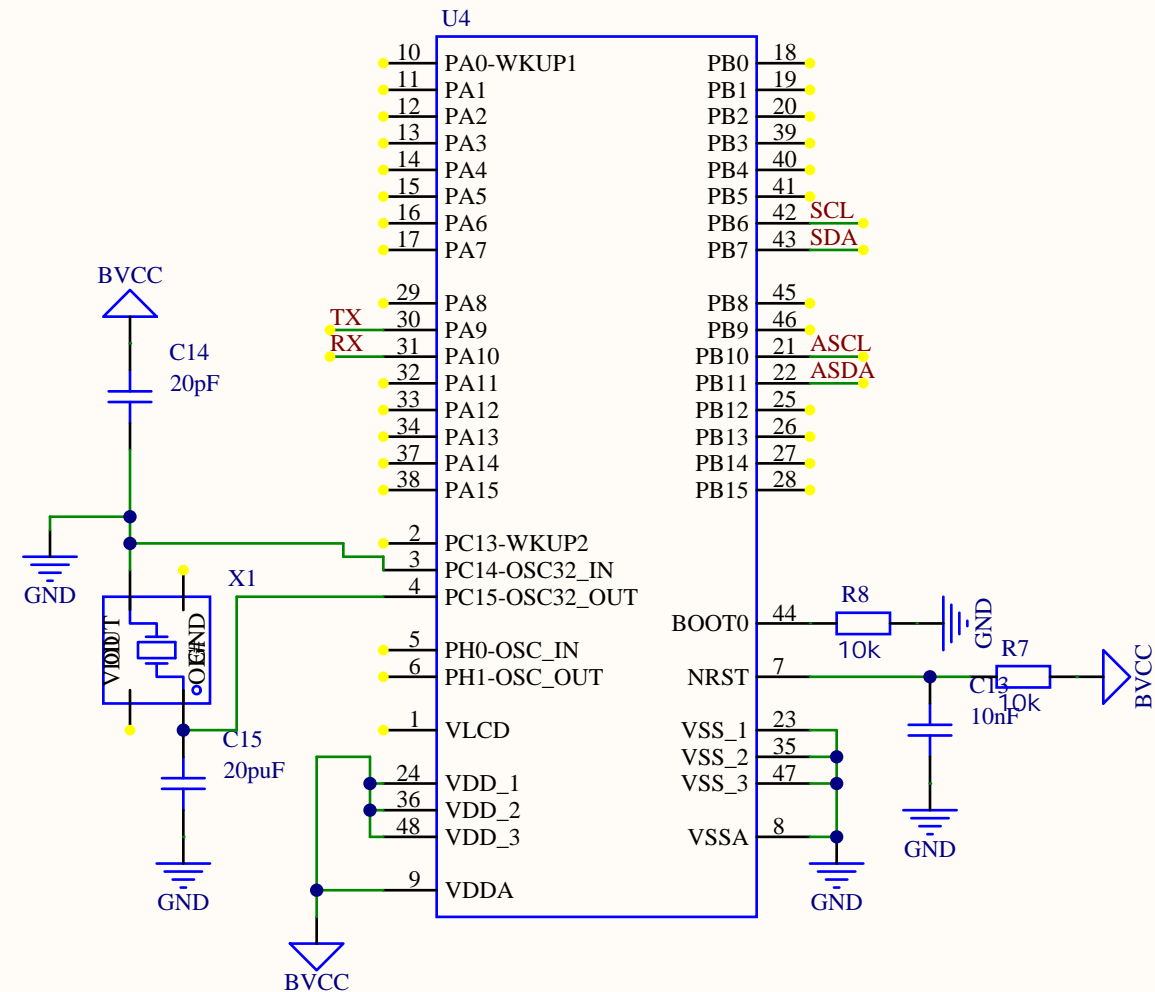 U4
10 PA0-WKUP1 PB0 18
11 PA1 PB1 19
12 PA2 PB2 20
13 PA3 PB3 39
14 PA4 PB4 40
15 PA5 PB5 41
16 PA6 PB6 42 SCL
17 PA7 PB7 43 SDA
BVCC
29 PA8 PB8 45
TX 30 PA9 PB9 46
RX 31 PA10 PB10 21 ASCL
C14
32 PA11 PB11 22 ASDA
20pF
33 PA12 PB12 25
34 PA13 PB13 26
37 PA14 PB14 27
38 PA15 PB15 28
2 PC13-WKUP2
3 PC14-OSC32_IN
GND
X1
4 PC15-OSC32_OUT
R8
BOOT0 44
GND
10k
5 PH0-OSC_IN
R7
6 PH1-OSC_OUT NRST 7
BVCC
C13
10k
10nF
1 VLCD VSS_1 23
C15
VSS_2 35
20puF
24 VDD_1 VSS_3 47
36 VDD_2
48 VDD_3 VSSA 8
GND
9 VDDA
GND
GND
BVCC